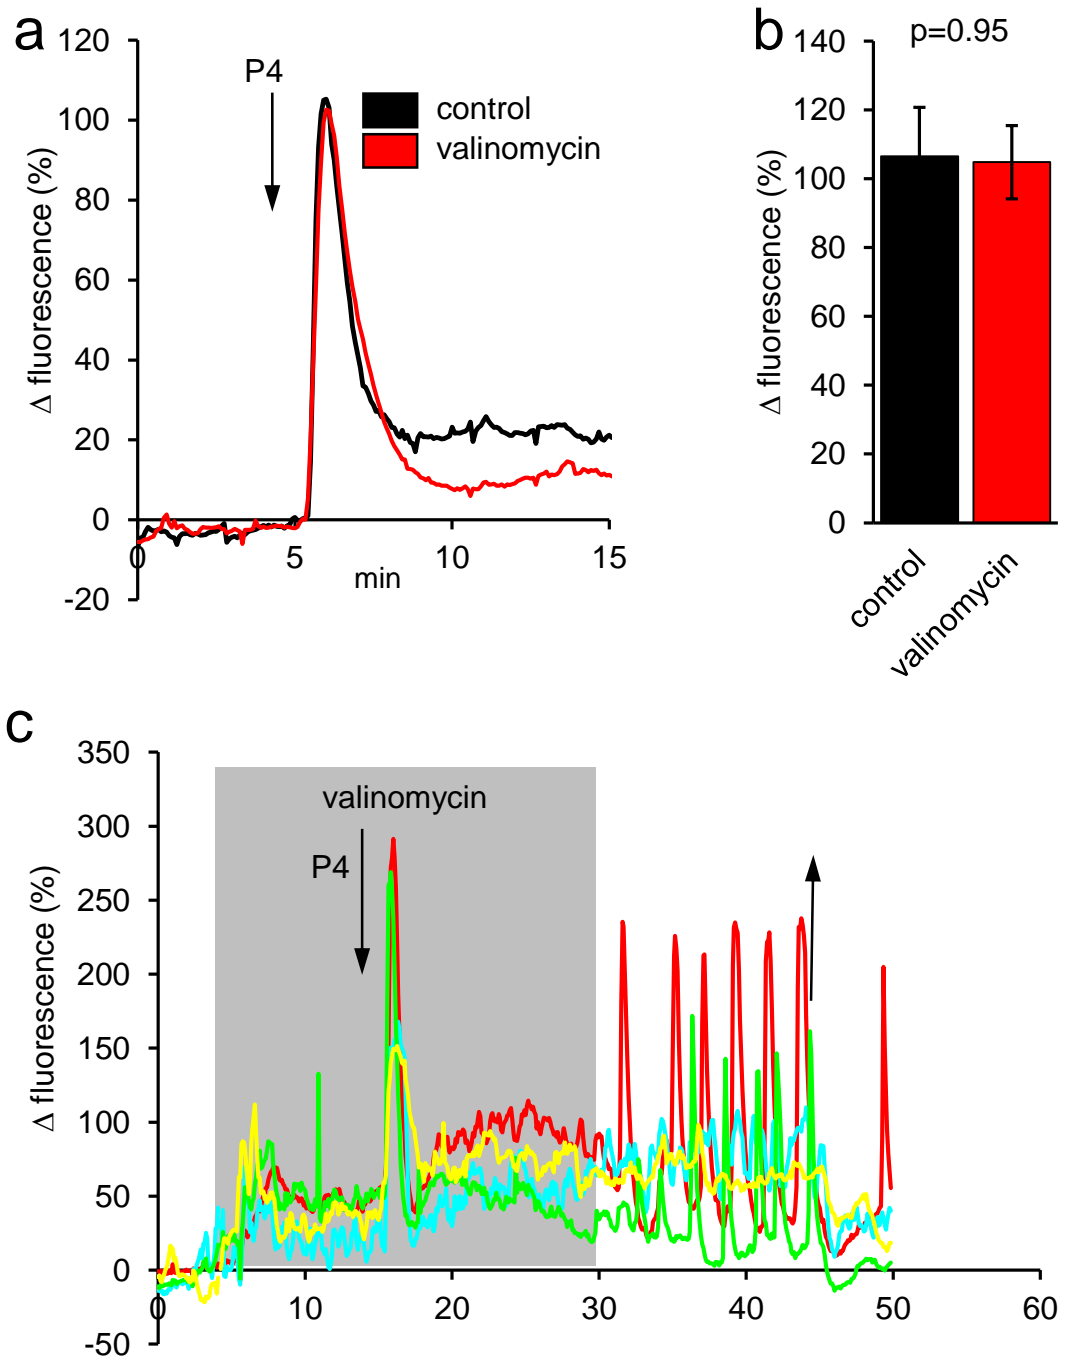 a
120
100
80
60
40
20
0
-20
Δ fluorescence (%)
P4
control
valinomycin
0
5
10
15
min
b
p=0.95
140
120
100
80
60
40
20
0
Δ fluorescence (%)
control
valinomycin
c
350
300
250
200
150
100
50
0
-50
Δ fluorescence (%)
valinomycin
P4
0
10
20
30
40
50
60